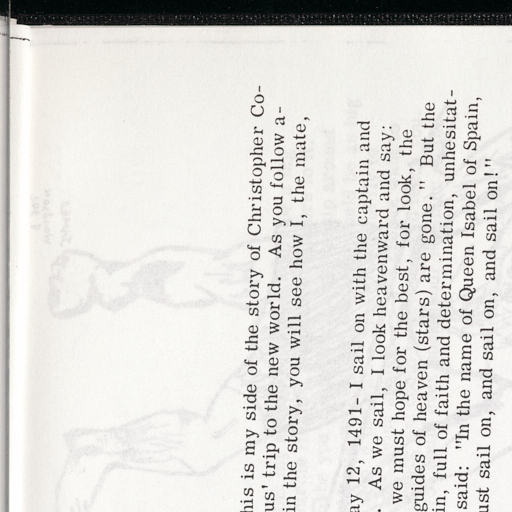 his is my side of the story of Christopher Co-
us' trip to the new world. As you follow a-
in the story, you will see how I, the mate,
ay 12, 1491- I sail on with the captain and
. As we sail, I look heavenward and say:
we must hope for the best, for look, the
guides of heaven (stars) are gone." But the
in, full of faith and determination, unhesitat-
said: "In the name of Queen Isabel of Spain,
ust sail on, and sail on, and sail on!"